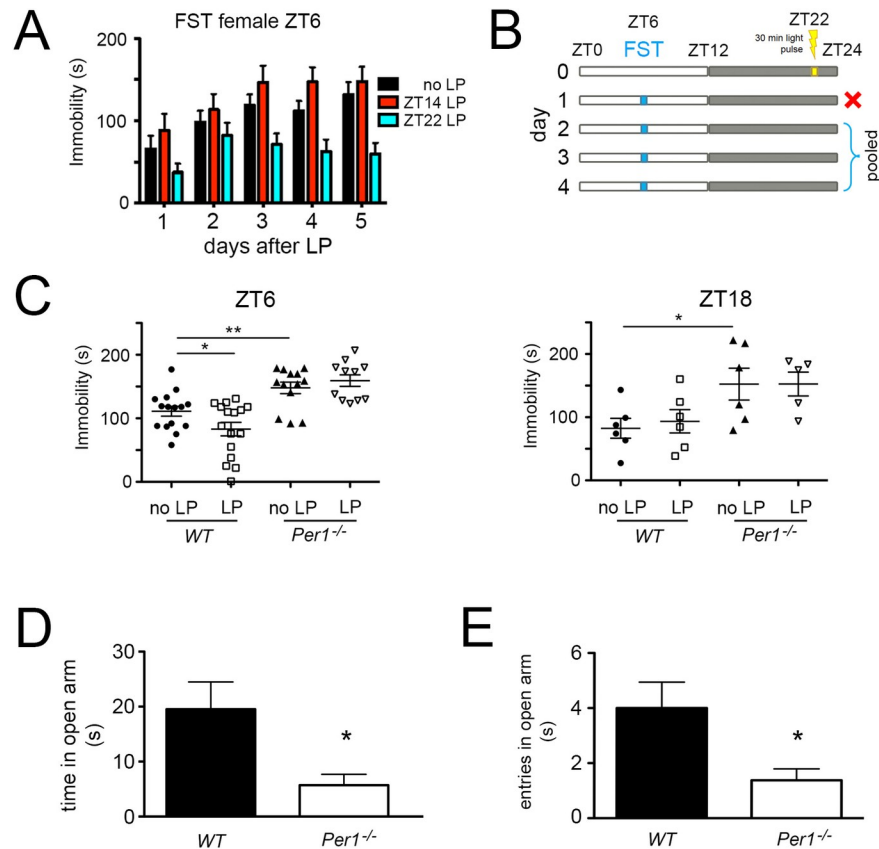 A
FST female ZT6
Immobility (s)
200
100
0
no LP
ZT14 LP
ZT22 LP
1 2 3 4 5
days after LP
B
ZT22
ZT6
30 min light
pulse
ZT0 FST ZT12 ZT24
day
0
1
2
3
4
pooled
C
ZT6
Immobility (s)
200
100
0
**
*
no LP LP no LP LP
WT Per1-/-
ZT18
Immobility (s)
200
100
0
*
no LP LP no LP LP
WT Per1-/-
D
time in open arm
(s)
30
20
10
0
*
WT Per1-/-
E
entries in open arm
(s)
6
4
2
0
*
WT Per1-/-